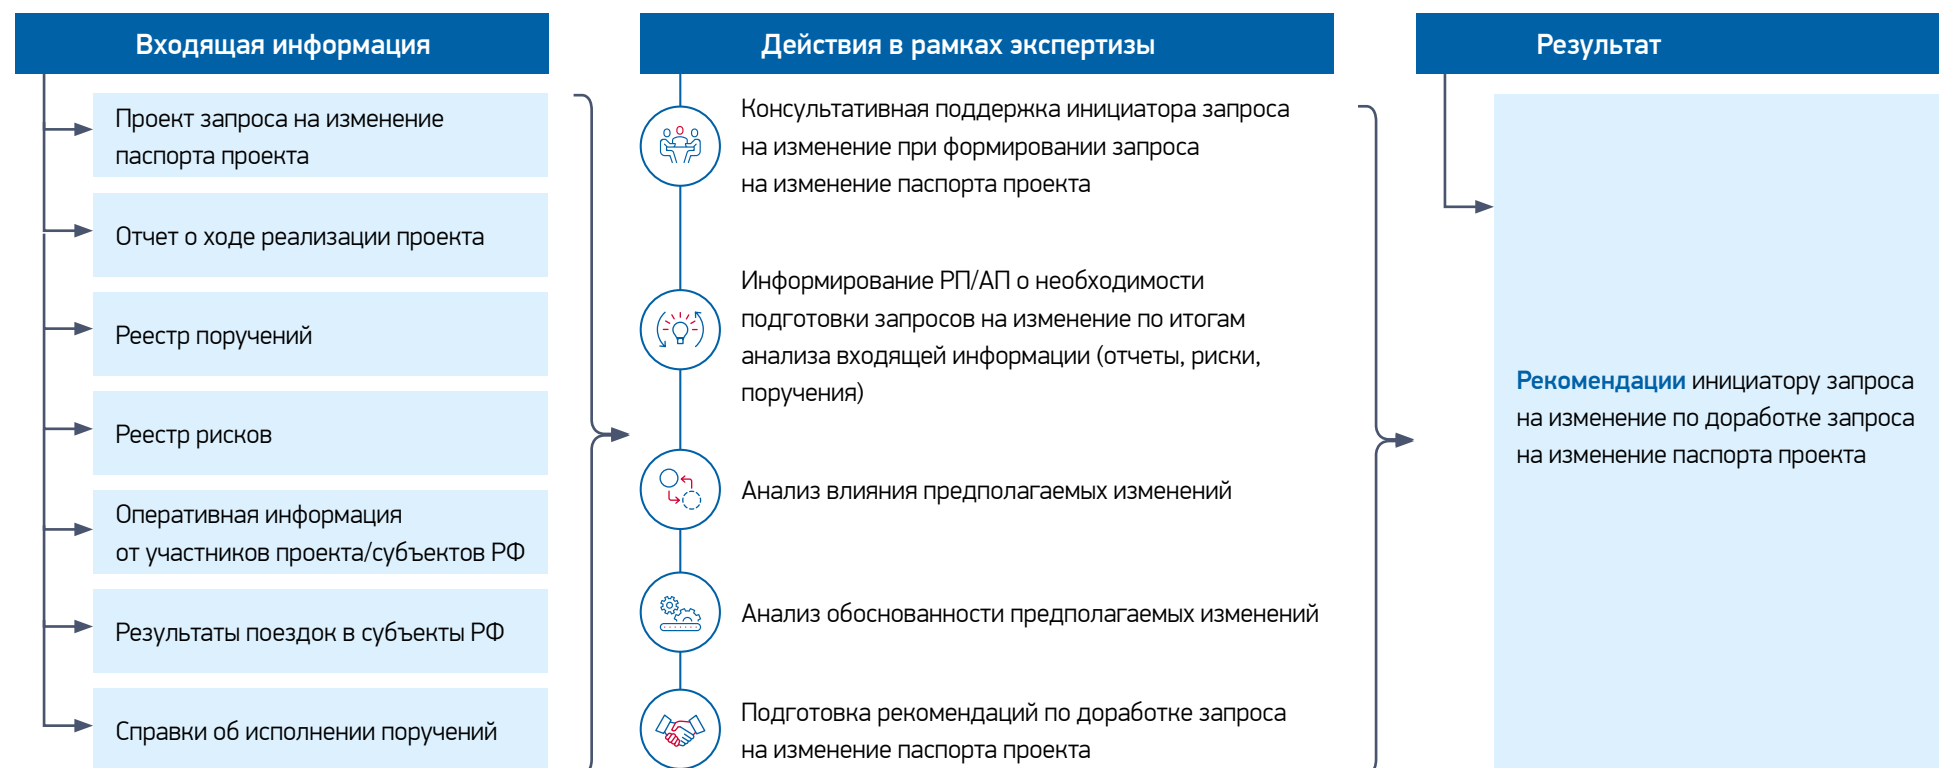 Входящая информация
Проект запроса на изменение
паспорта проекта
Отчет о ходе реализации проекта
Реестр поручений
Реестр рисков
Оперативная информация
от участников проекта/субъектов РФ
Результаты поездок в субъекты РФ
Справки об исполнении поручений
Действия в рамках экспертизы
Консультативная поддержка инициатора запроса
на изменение при формировании запроса
на изменение паспорта проекта
Информирование РП/АП о необходимости
подготовки запросов на изменение по итогам
анализа входящей информации (отчеты, риски,
поручения)
Анализ влияния предполагаемых изменений
Анализ обоснованности предполагаемых изменений
Подготовка рекомендаций по доработке запроса
на изменение паспорта проекта
Результат
Рекомендации инициатору запроса
на изменение по доработке запроса
на изменение паспорта проекта